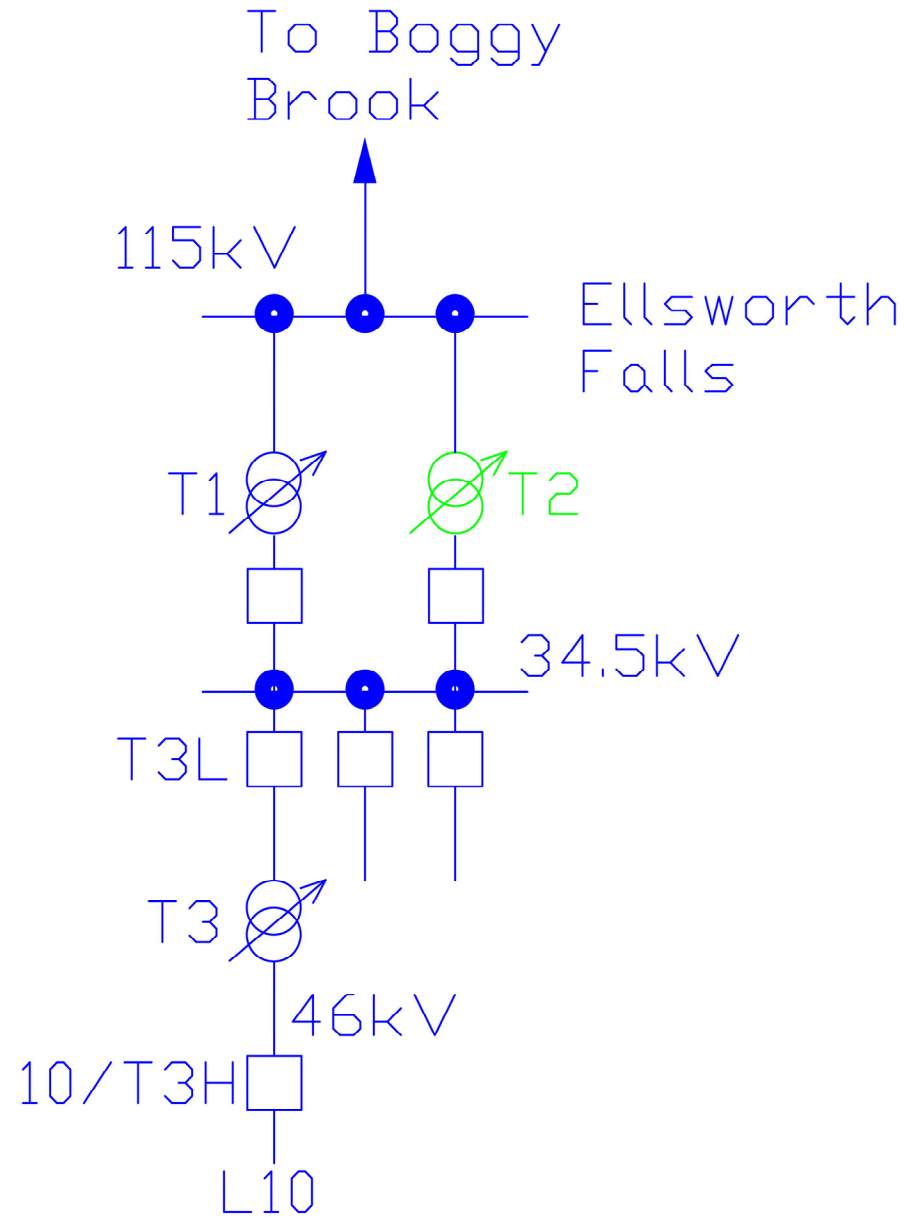 To Boggy
Brook
115kV
Ellsworth
Falls
T1
T2
34.5kV
T3L
T3
46kV
10/T3H
L10